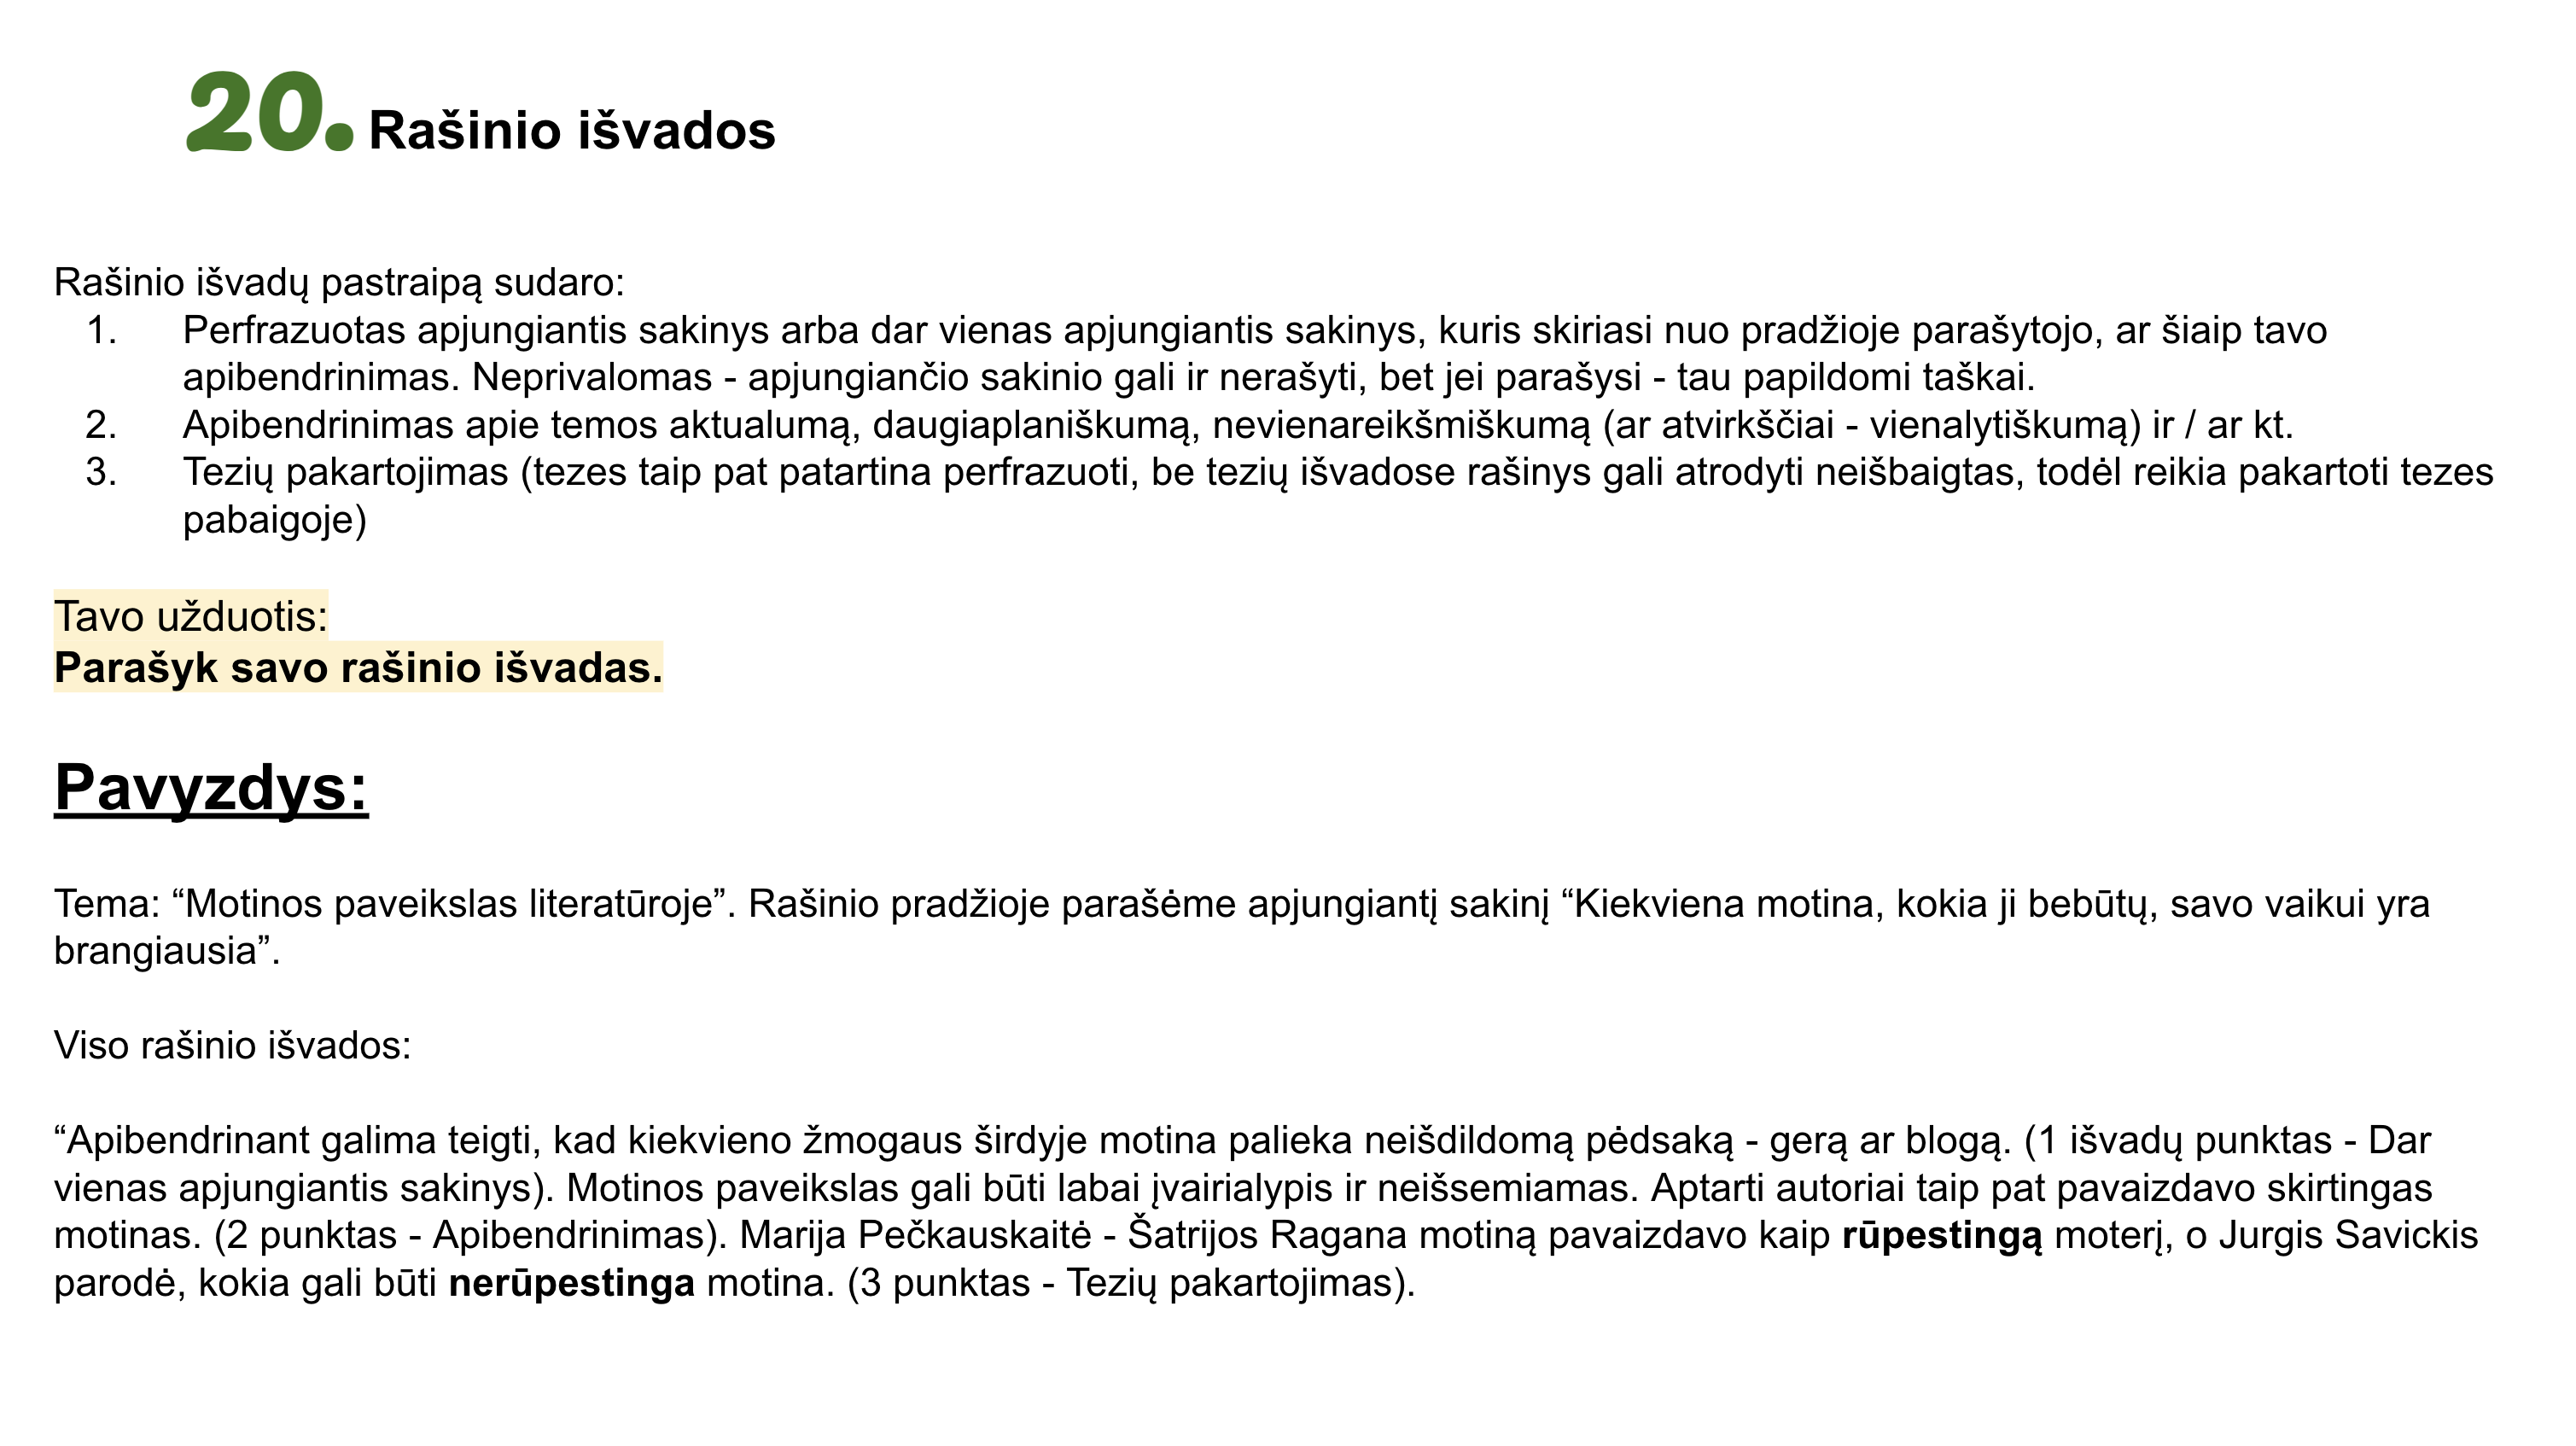 20. Rašinio išvados
Rašinio išvadų pastraipą sudaro:
1. Perfrazuotas apjungiantis sakinys arba dar vienas apjungiantis sakinys, kuris skiriasi nuo pradžioje parašytojo, ar šiaip tavo
apibendrinimas. Neprivalomas - apjungiančio sakinio gali ir nerašyti, bet jei parašysi - tau papildomi taškai.
2. Apibendrinimas apie temos aktualumą, daugiaplaniškumą, nevienareikšmiškumą (ar atvirkščiai - vienalytiškumą) ir / ar kt.
3. Tezių pakartojimas (tezes taip pat patartina perfrazuoti, be tezių išvadose rašinys gali atrodyti neišbaigtas, todėl reikia pakartoti tezes
pabaigoje)
Tavo užduotis:
Parašyk savo rašinio išvadas.
Pavyzdys:
Tema: “Motinos paveikslas literatūroje”. Rašinio pradžioje parašėme apjungiantį sakinį “Kiekviena motina, kokia ji bebūtų, savo vaikui yra
brangiausia”.
Viso rašinio išvados:
“Apibendrinant galima teigti, kad kiekvieno žmogaus širdyje motina palieka neišdildomą pėdsaką - gerą ar blogą. (1 išvadų punktas - Dar
vienas apjungiantis sakinys). Motinos paveikslas gali būti labai įvairialypis ir neišsemiamas. Aptarti autoriai taip pat pavaizdavo skirtingas
motinas. (2 punktas - Apibendrinimas). Marija Pečkauskaitė - Šatrijos Ragana motiną pavaizdavo kaip rūpestingą moterį, o Jurgis Savickis
parodė, kokia gali būti nerūpestinga motina. (3 punktas - Tezių pakartojimas).